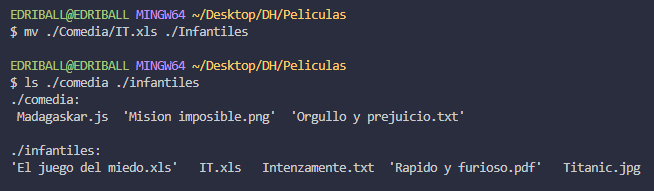 EDRIBALL@EDRIBALL MINGW64 ~/Desktop/DH/Peliculas
$ mv ./Comedia/IT.xls ./Infantiles
EDRIBALL@EDRIBALL MINGW64 ~/Desktop/DH/Peliculas
$ ls ./comedia ./infantiles
./comedia:
Madagaskar.js 'Mision imposible.png' 'Orgullo y prejuicio.txt'
./infantiles:
'El juego del miedo.xls' IT.xls Intenzamente.txt 'Rapido y furioso.pdf' Titanic.jpg